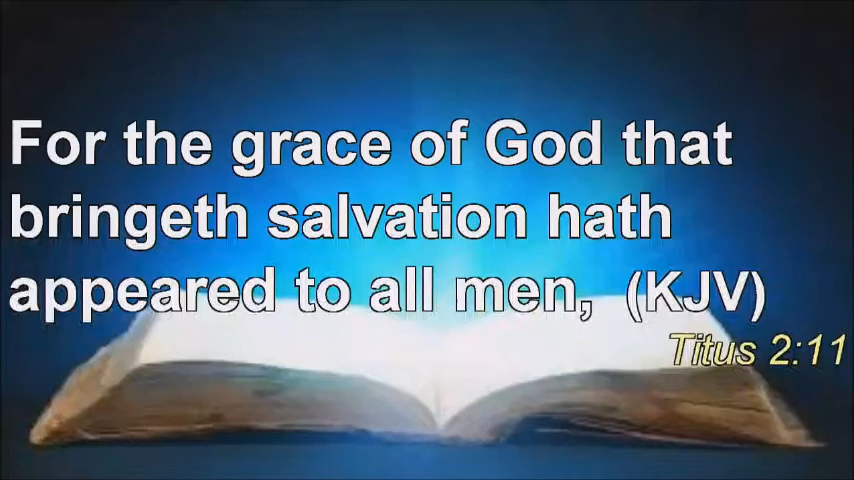 For the grace of God that
bringeth salvation hath
appeared to all men, (KJV)
Titus 2:11